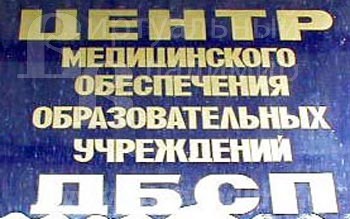 ЦЕНТР
МЕДИЦИНСКОГО
ОБЕСПЕЧЕНИЯ
ОБРАЗОВАТЕЛЬНЫХ
УЧРЕЖДЕНИЙ
ДБСП